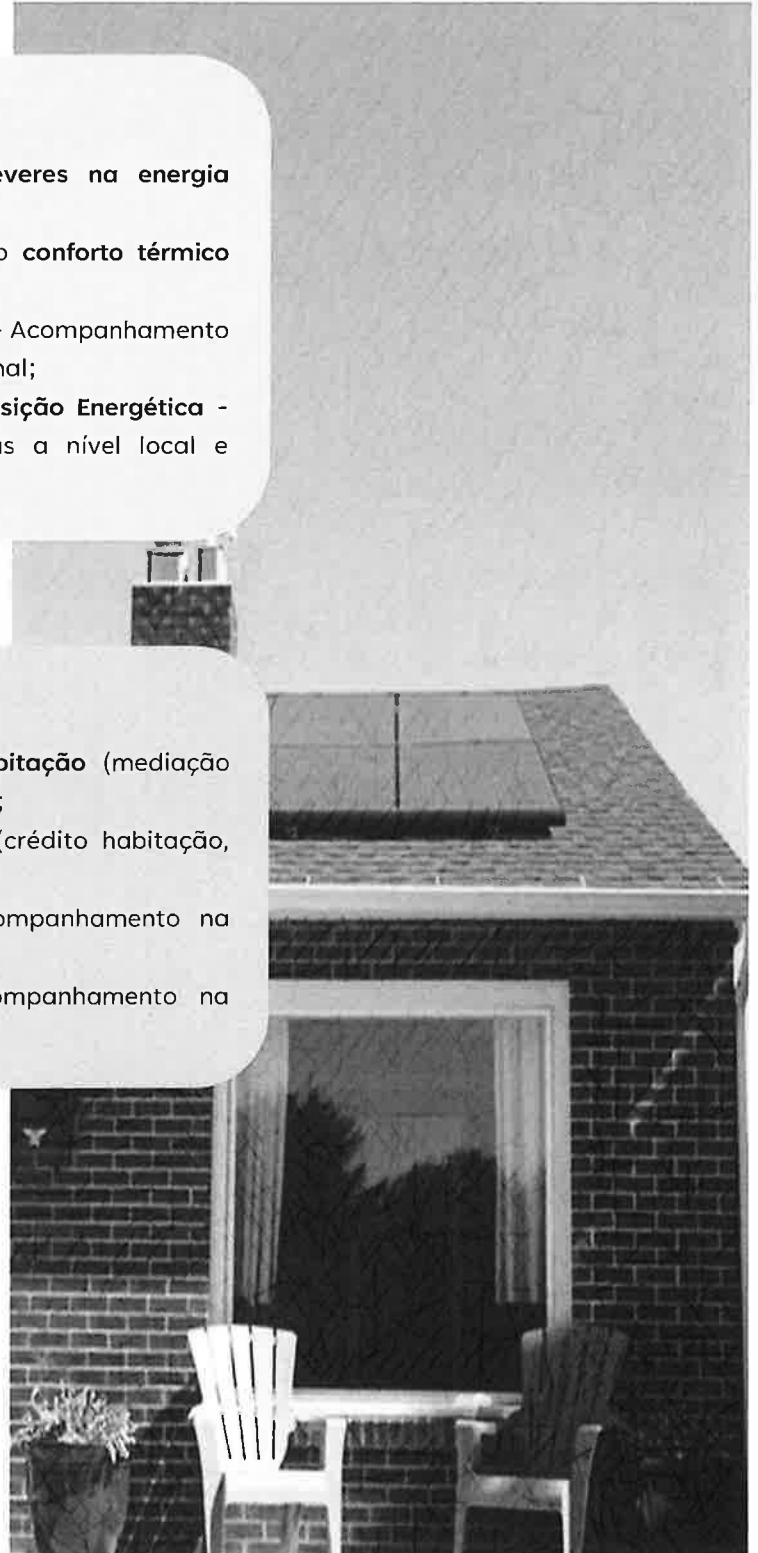 everes na energia
o conforto térmico
- Acompanhamento
nal;
sição Energética -
as a nível local e
bitação (mediação
;
(crédito habitação,
ompanhamento na
ompanhamento na